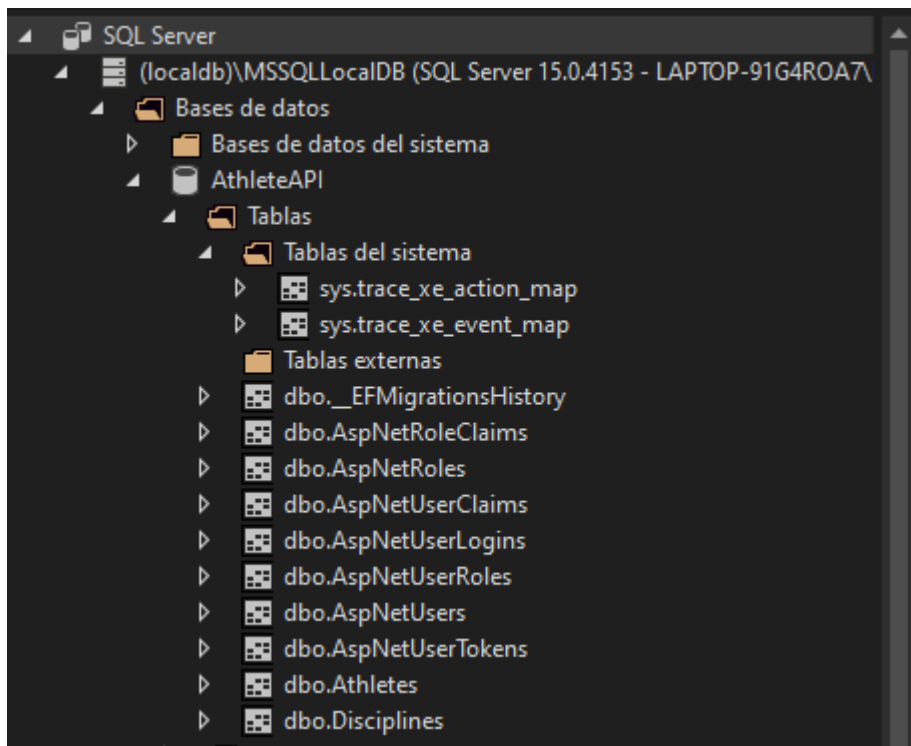 SQL Server
(localdb)\MSSQLLocalDB (SQL Server 15.0.4153 - LAPTOP-91G4ROA7\
Bases de datos
Bases de datos del sistema
AthleteAPI
Tablas
Tablas del sistema
sys.trace_xe_action_map
sys.trace_xe_event_map
Tablas externas
dbo.__EFMigrationsHistory
dbo.AspNetRoleClaims
dbo.AspNetRoles
dbo.AspNetUserClaims
dbo.AspNetUserLogins
dbo.AspNetUserRoles
dbo.AspNetUsers
dbo.AspNetUserTokens
dbo.Athletes
dbo.Disciplines